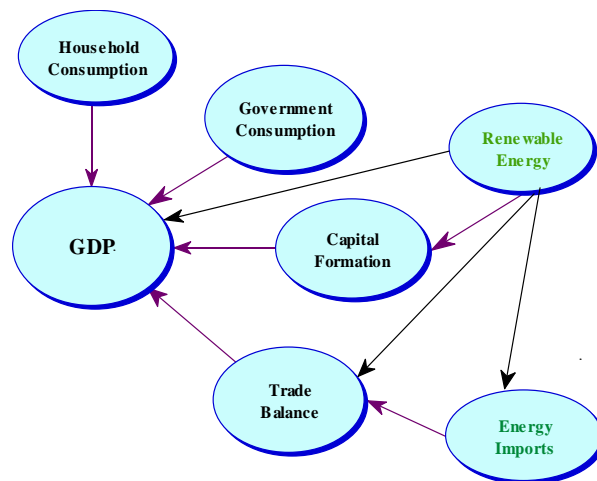 Household
Consumption
Government
Consumption
Renewable
Energy
GDP.
Capital
Formation
Trade
Balance
Energy
Imports
.